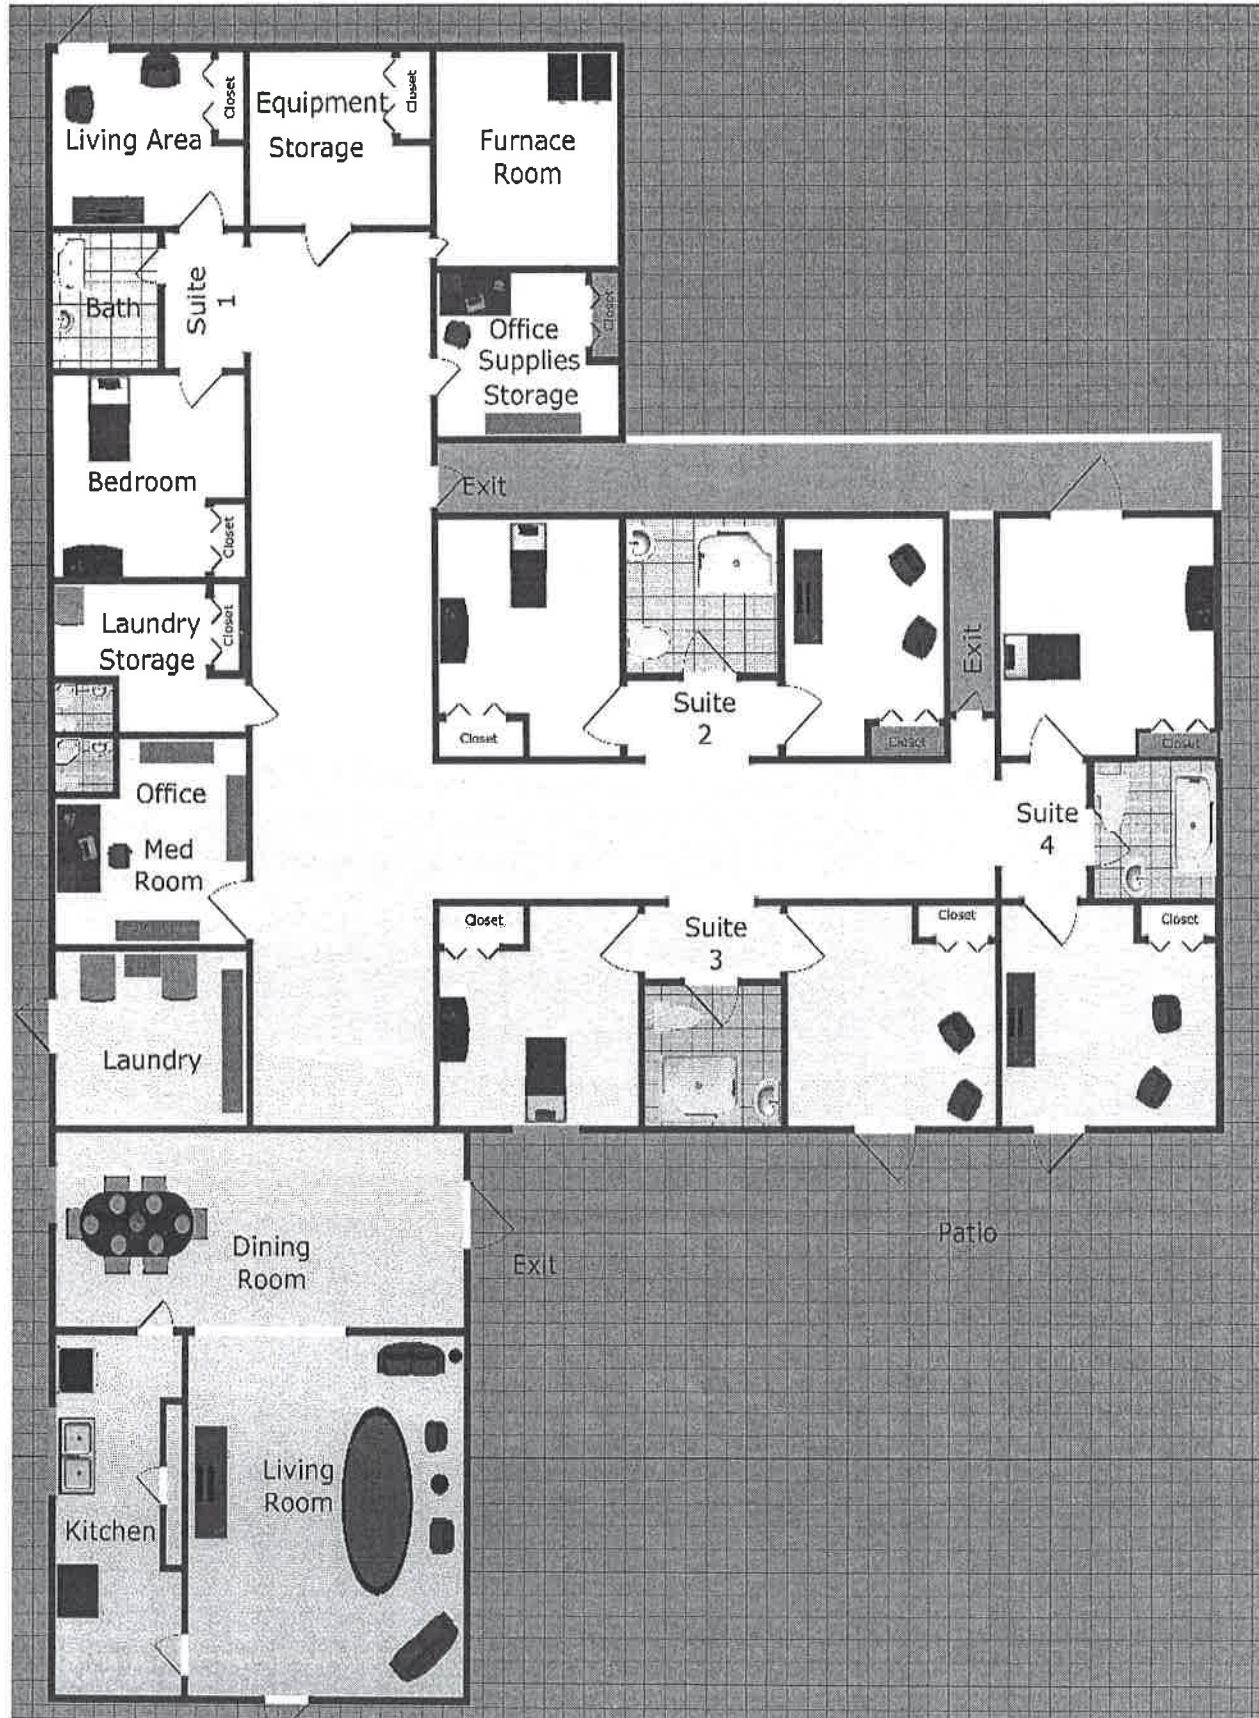 Closet
Closet
Equipment
Storage
Living Area
Furnace
Room
Suite
1
Bath
Closet
Office
Supplies
Storage
Bedroom
Exit
Closet
Closet
Laundry
Storage
Exit
Suite
2
Closet
Closet
Closet
Office
Med
Room
Suite
4
Closet
Closet
Closet
Suite
3
Laundry
Dining
Room
Exit
Patio
Living
Room
Kitchen